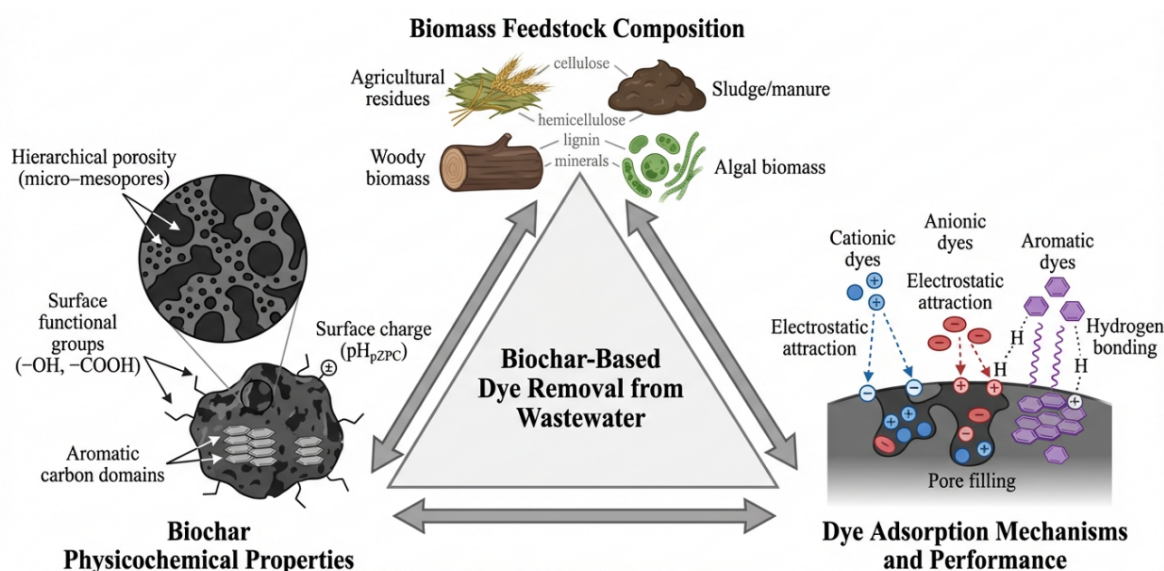 Biomass Feedstock Composition
Agricultural
residues
cellulose
Sludge/manure
hemicellulose
lignin
minerals
Woody
biomass
Algal biomass
Hierarchical porosity
(micro–mesopores)
Surface
functional
groups
(−OH, −COOH)
Surface charge
(pHpZPC)
±
Aromatic
carbon domains
Biochar
Physicochemical Properties
Biochar-Based
Dye Removal from
Wastewater
Cationic
dyes
Anionic
dyes
Aromatic
dyes
Electrostatic
attraction
Electrostatic
attraction
Hydrogen
bonding
H
H
H
Pore filling
Dye Adsorption Mechanisms
and Performance